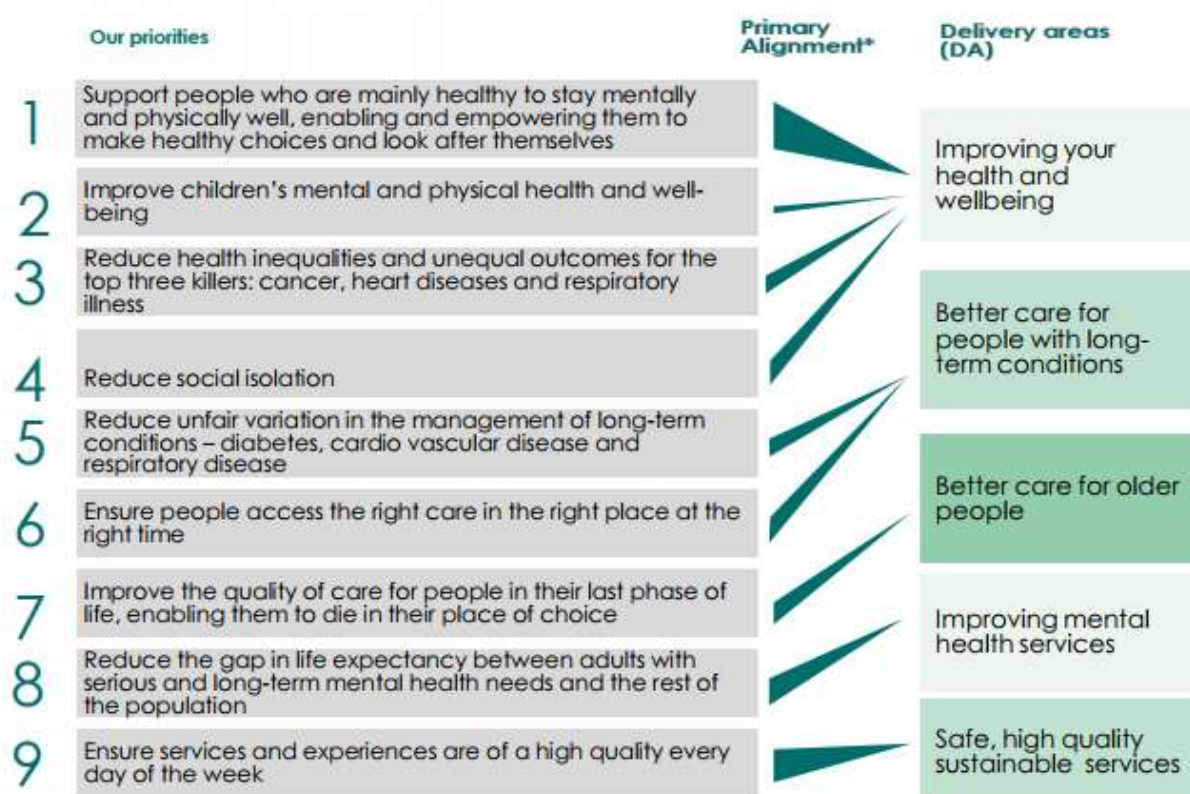 Our priorities
Primary
Alignment*
Delivery areas
(DA)
1
Support people who are mainly healthy to stay mentally
and physically well, enabling and empowering them to
make healthy choices and look after themselves
2
Improve children's mental and physical health and well-
being
3
Reduce health inequalities and unequal outcomes for the
top three killers: cancer, heart diseases and respiratory
illness
4
Reduce social isolation
5
Reduce unfair variation in the management of long-term
conditions – diabetes, cardio vascular disease and
respiratory disease
6
Ensure people access the right care in the right place at the
right time
7
Improve the quality of care for people in their last phase of
life, enabling them to die in their place of choice
8
Reduce the gap in life expectancy between adults with
serious and long-term mental health needs and the rest of
the population
9
Ensure services and experiences are of a high quality every
day of the week
Improving your
health and
wellbeing
Better care for
people with long-
term conditions
Better care for older
people
Improving mental
health services
Safe, high quality
sustainable services